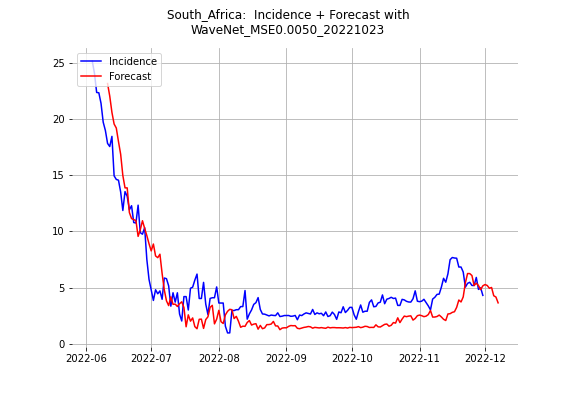 South_Africa:  Incidence + Forecast with
WaveNet_MSE0.0050_20221023
Incidence
Forecast
25
20
15
10
5
0
2022-06 2022-07 2022-08 2022-09 2022-10 2022-11 2022-12